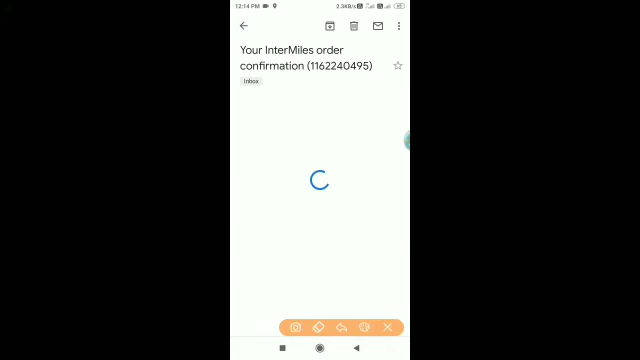 12:14 PM
2.3KB/s
Your InterMiles order
confirmation (1162240495)
Inbox